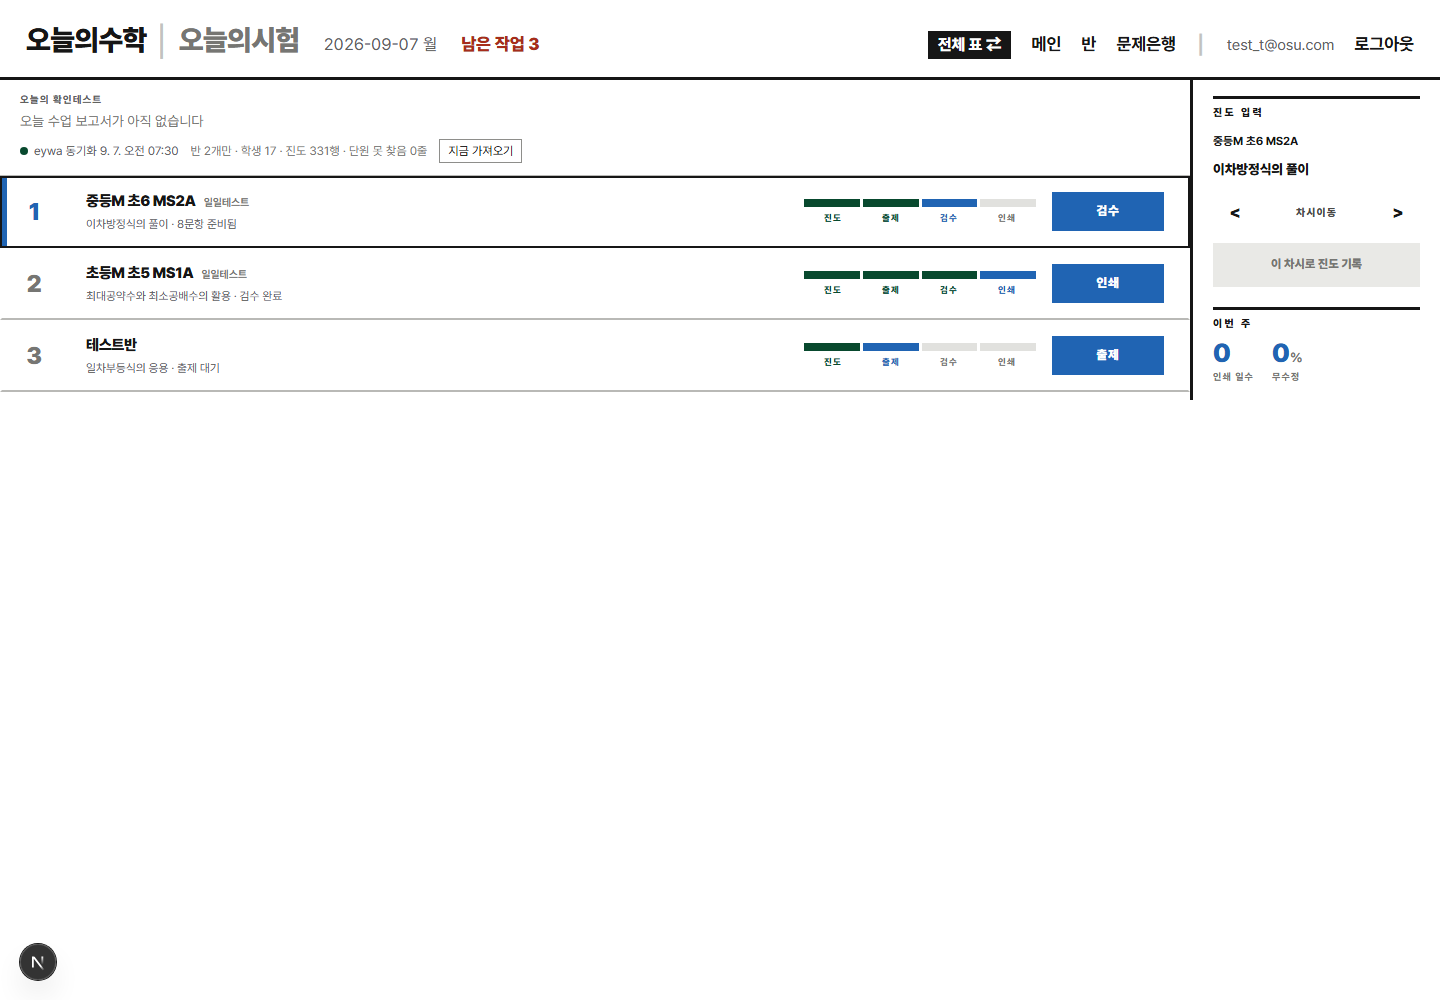 오늘의수학 | 오늘의시험 2026-09-07 월 남은 작업 3 전체 표 ⇄ 메인 반 문제은행 | test_t@osu.com 로그아웃
오늘의 확인테스트
오늘 수업 보고서가 아직 없습니다
eywa 동기화 9. 7. 오전 07:30 반 2개만 · 학생 17 · 진도 331행 · 단원 못 찾음 0줄 지금 가져오기
1 중등M 초6 MS2A 일일테스트
이차방정식의 풀이 · 8문항 준비됨
진도 출제 검수 인쇄
검수
2 초등M 초5 MS1A 일일테스트
최대공약수와 최소공배수의 활용 · 검수 완료
진도 출제 검수 인쇄
인쇄
3 테스트반
일차부등식의 응용 · 출제 대기
진도 출제 검수 인쇄
출제
진도 입력
중등M 초6 MS2A
이차방정식의 풀이
< 차시이동 >
이 차시로 진도 기록
이번 주
0 0%
인쇄 일수 무수정
N